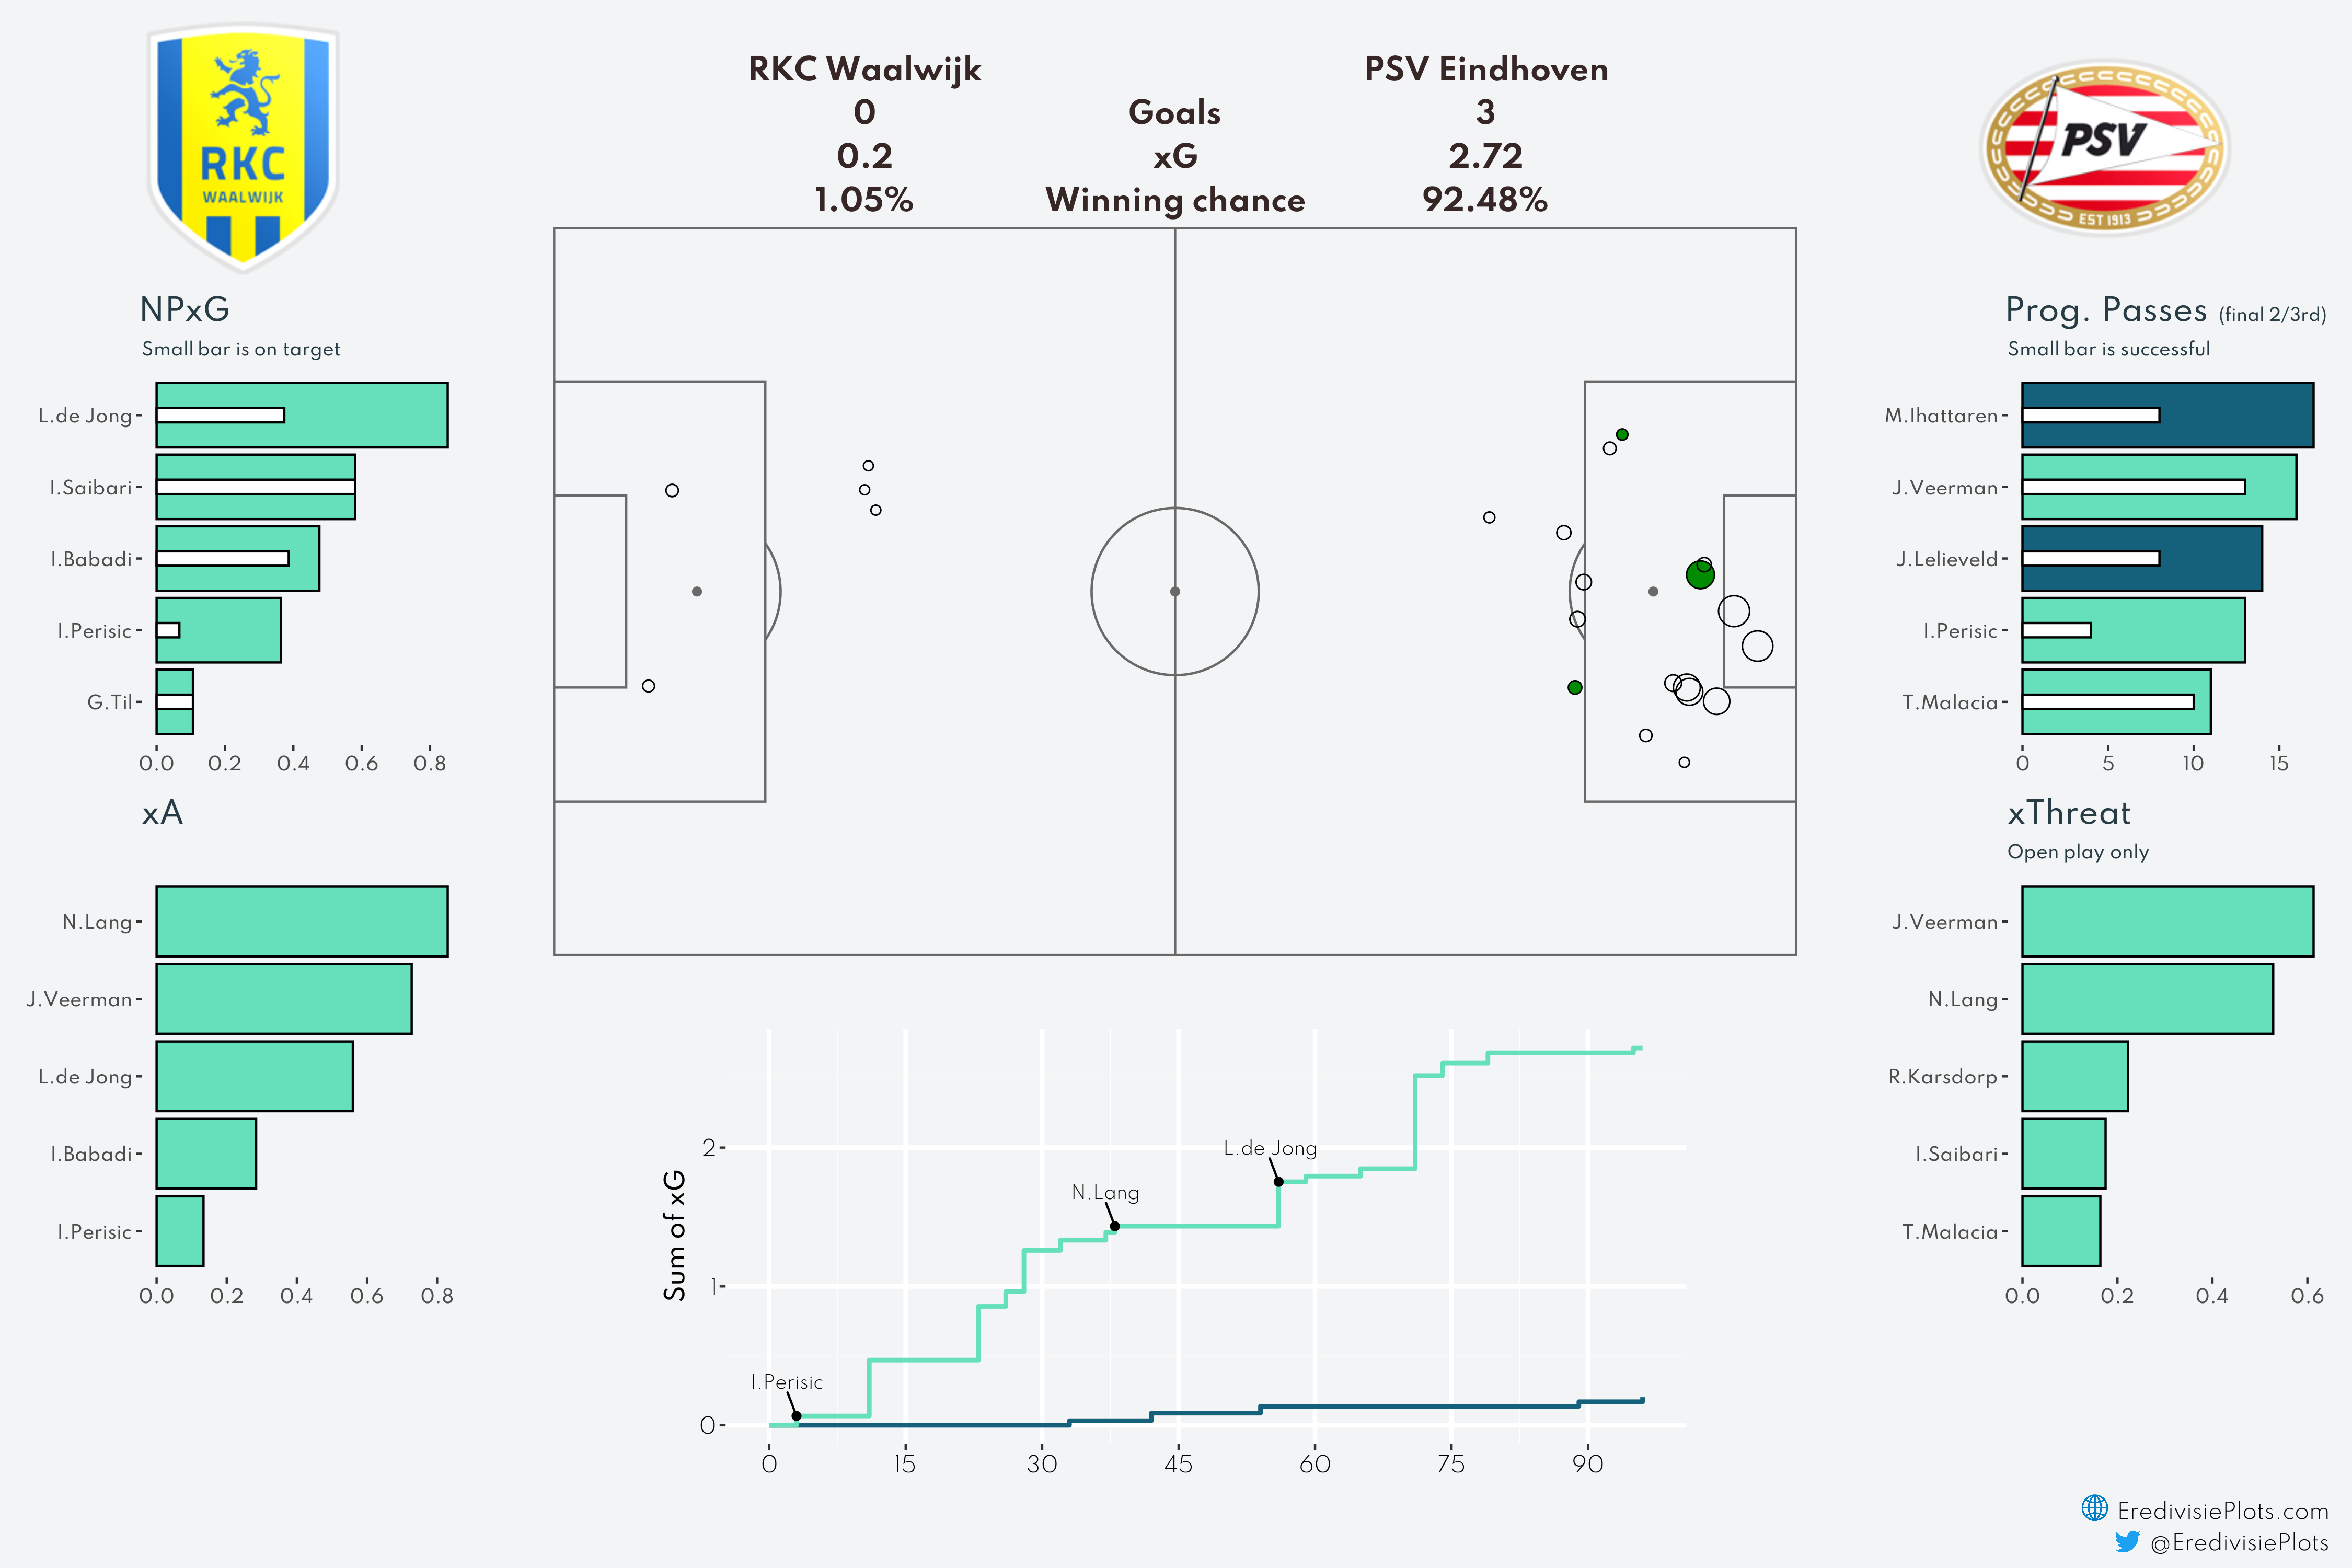 RKC Waalwijk PSV Eindhoven
0 Goals 3
0.2 xG 2.72
1.05% Winning chance 92.48%
RKC
WAALWIJK
PSV
EST 1913
NPxG
Small bar is on target
L.de Jong
I.Saibari
I.Babadi
I.Perisic
G.Til
0.0 0.2 0.4 0.6 0.8
xA
N.Lang
J.Veerman
L.de Jong
I.Babadi
I.Perisic
0.0 0.2 0.4 0.6 0.8
Sum of xG
2
1
0
I.Perisic
N.Lang
L.de Jong
0 15 30 45 60 75 90
Prog. Passes (final 2/3rd)
Small bar is successful
M.Ihattaren
J.Veerman
J.Lelieveld
I.Perisic
T.Malacia
0 5 10 15
xThreat
Open play only
J.Veerman
N.Lang
R.Karsdorp
I.Saibari
T.Malacia
0.0 0.2 0.4 0.6
EredivisiePlots.com
@EredivisiePlots